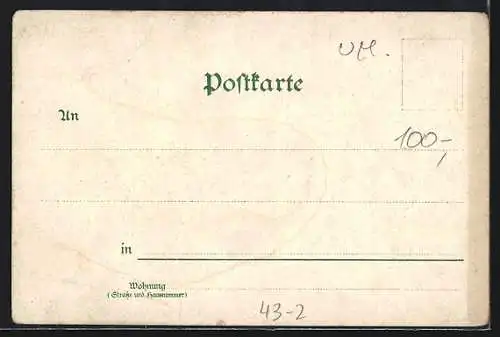 UM.
Postkarte
An
100-,
in
Wohnung
(Straße und Hausnummer)
43-2